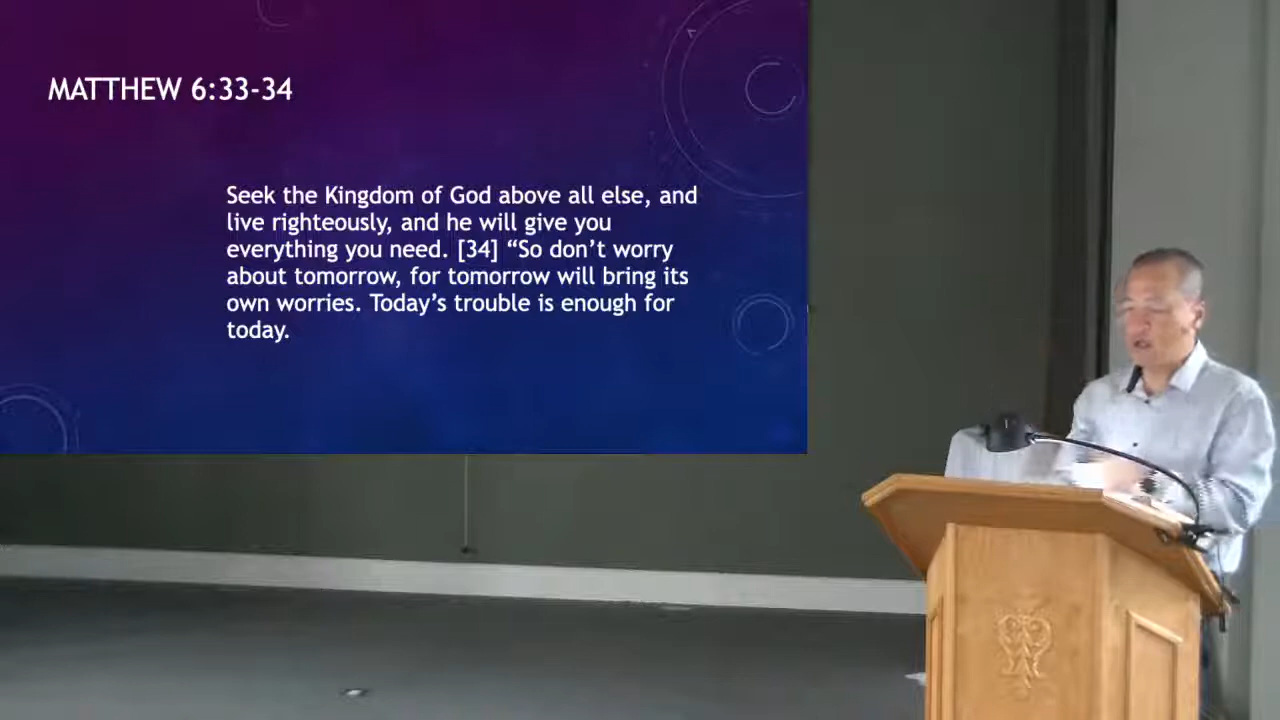 MATTHEW 6:33-34
Seek the Kingdom of God above all else, and
live righteously, and he will give you
everything you need. [34] “So don’t worry
about tomorrow, for tomorrow will bring its
own worries. Today’s trouble is enough for
today.